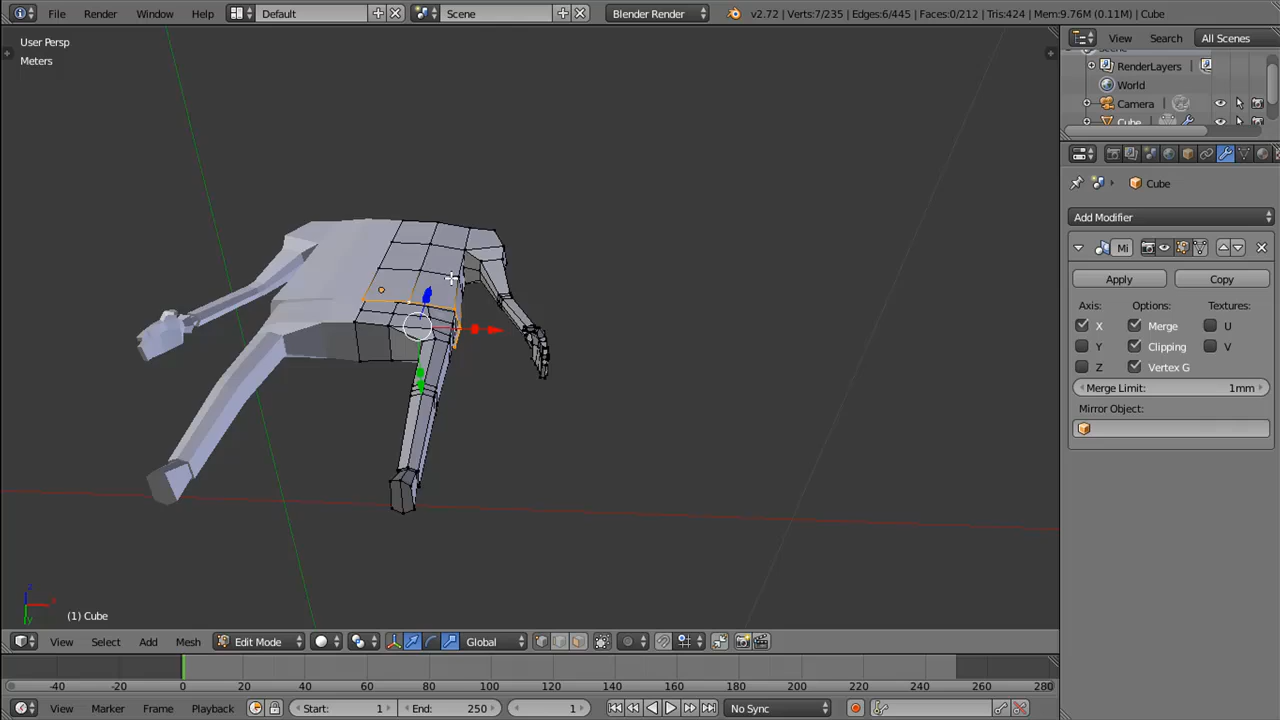 File Render Window Help Default Scene Blender Render v2.72 | Verts:7/235 | Edges:6/445 | Faces:0/212 | Tris:424 | Mem:9.76M (0.11M) | Cube
User Persp
Meters
View Search All Scenes
RenderLayers
World
Camera
Cube
Cube
Add Modifier
Mi
Apply Copy
Axis: Options: Textures:
X Merge U
Y Clipping V
Z Vertex G
Merge Limit: 1mm
Mirror Object:
(1) Cube
View Select Add Mesh Edit Mode Global
-40 -20 0 20 40 60 80 100 120 140 160 180 200 220 240 260 280
View Marker Frame Playback Start: 1 End: 250 1 No Sync